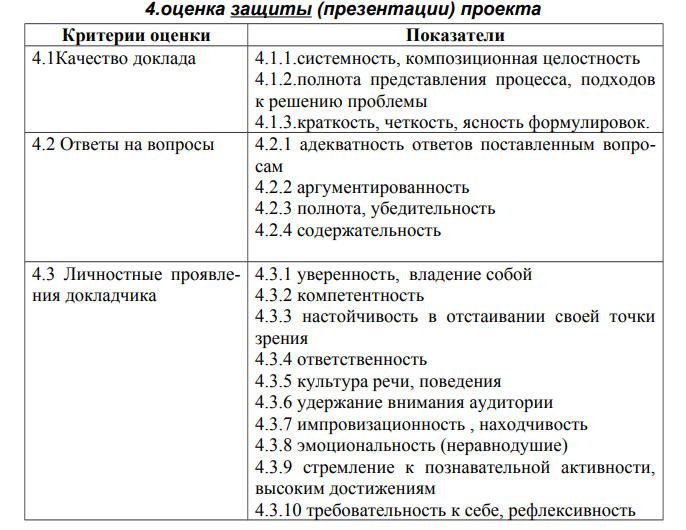 4.оценка защиты (презентации) проекта
Критерии оценки
Показатели
4.1Качество доклада
4.1.1.системность, композиционная целостность
4.1.2.полнота представления процесса, подходов
к решению проблемы
4.1.3.краткость, четкость, ясность формулировок.
4.2 Ответы на вопросы
4.2.1 адекватность ответов поставленным вопро-
сам
4.2.2 аргументированность
4.2.3 полнота, убедительность
4.2.4 содержательность
4.3 Личностные проявле-
ния докладчика
4.3.1 уверенность, владение собой
4.3.2 компетентность
4.3.3 настойчивость в отстаивании своей точки
зрения
4.3.4 ответственность
4.3.5 культура речи, поведения
4.3.6 удержание внимания аудитории
4.3.7 импровизационность , находчивость
4.3.8 эмоциональность (неравнодушие)
4.3.9 стремление к познавательной активности,
высоким достижениям
4.3.10 требовательность к себе, рефлексивность